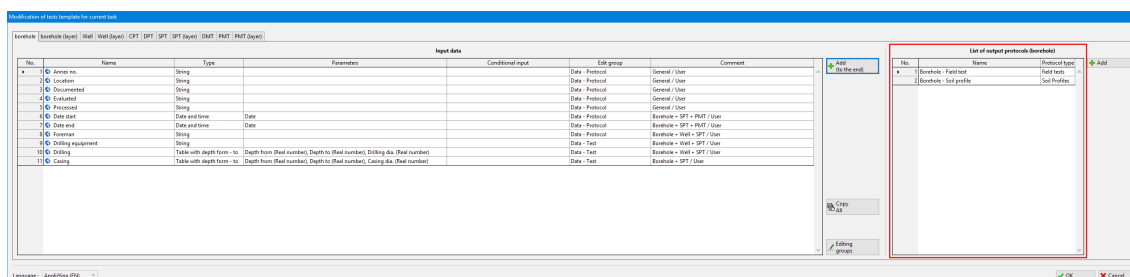 Modification of tests template for current task
borehole borehole (layer) Well Well (layer) CPT DPT SPT SPT (layer) DMT PMT PMT (layer)
Input data
List of output protocols (borehole)
No. Name Type Parameters Conditional input Edit group Comment
1 Annex no. String Data - Protocol General / User
2 Location String Data - Protocol General / User
3 Documented String Data - Protocol General / User
4 Evaluated String Data - Protocol General / User
5 Processed String Data - Protocol General / User
6 Date start Date and time Date Data - Protocol Borehole + SPT + PMT / User
7 Date end Date and time Date Data - Protocol Borehole + SPT + PMT / User
8 Foreman String Data - Protocol Borehole + Well + SPT / User
9 Drilling equipment String Data - Test Borehole + Well + SPT / User
10 Drilling Table with depth form - to Depth from (Real number), Depth to (Real number), Drilling dia. (Real number) Data - Test Borehole + Well + SPT / User
11 Casing Table with depth form - to Depth from (Real number), Depth to (Real number), Casing dia. (Real number) Data - Test Borehole + SPT / User
Add
(to the end)
Copy
All
Editing
groups
No. Name Protocol type
1 Borehole - Field test field tests
2 Borehole - Soil profile Soil Profiles
Add
Language : Angličtina (EN)
OK Cancel